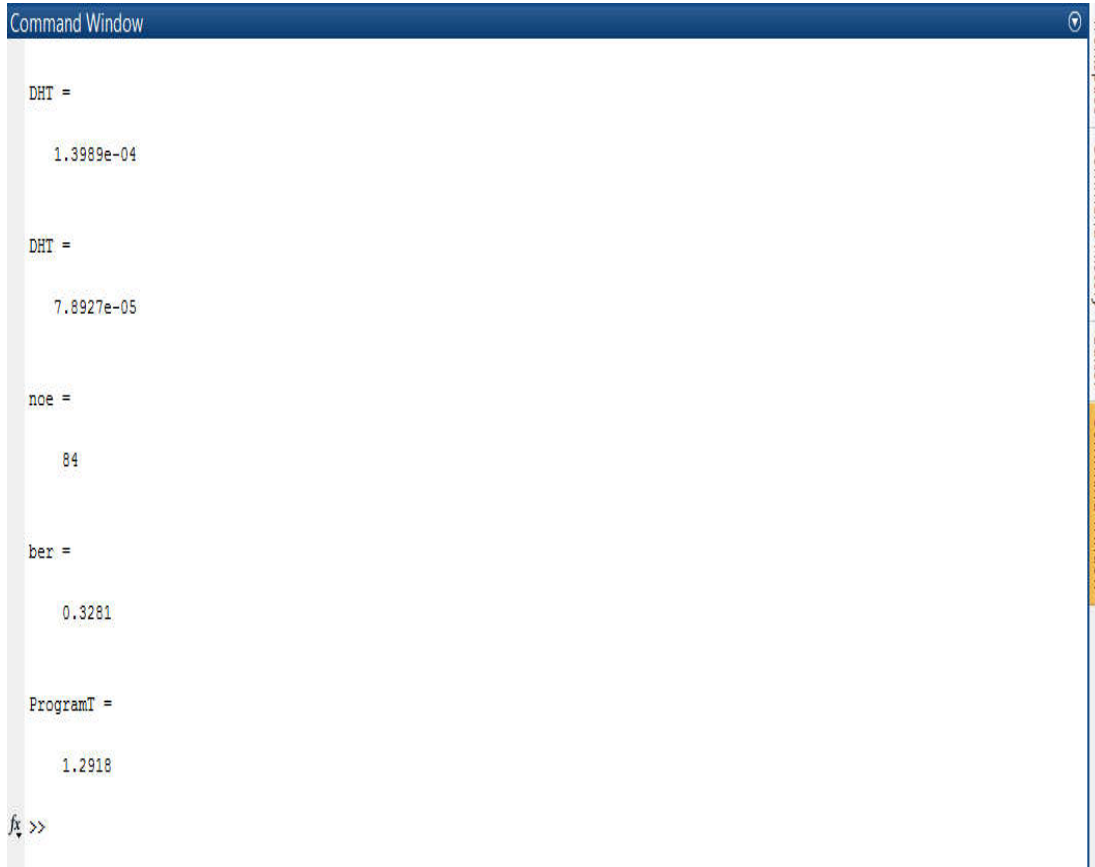 Command Window
DHT =
1.3989e-04
DHT =
7.8927e-05
noe =
84
ber =
0.3281
ProgramT =
1.2918
fx >>